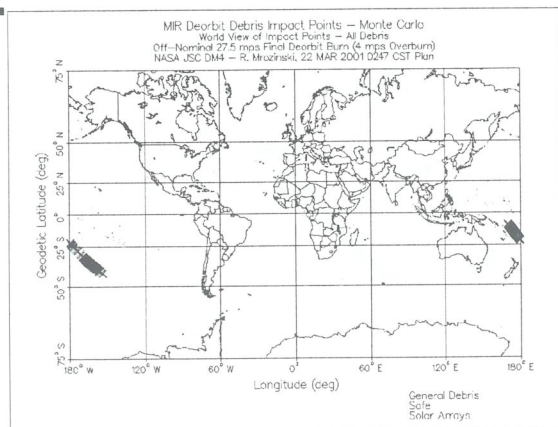 MIR Deorbit Debris Impact Points – Monte Carlo
World View of Impact Points – All Debris
Off–Nominal 27.5 mps Final Deorbit Burn (4 mps Overburn)
NASA JSC DM4 – R. Mrozinski, 22 MAR 2001 0247 CST Plan
75° N
50° N
25° N
0°
25° S
50° S
75° S
Geodetic Latitude (deg)
180° W 120° W 60° W 0° 60° E 120° E 180° E
Longitude (deg)
General Debris
Safe
Solar Arrays